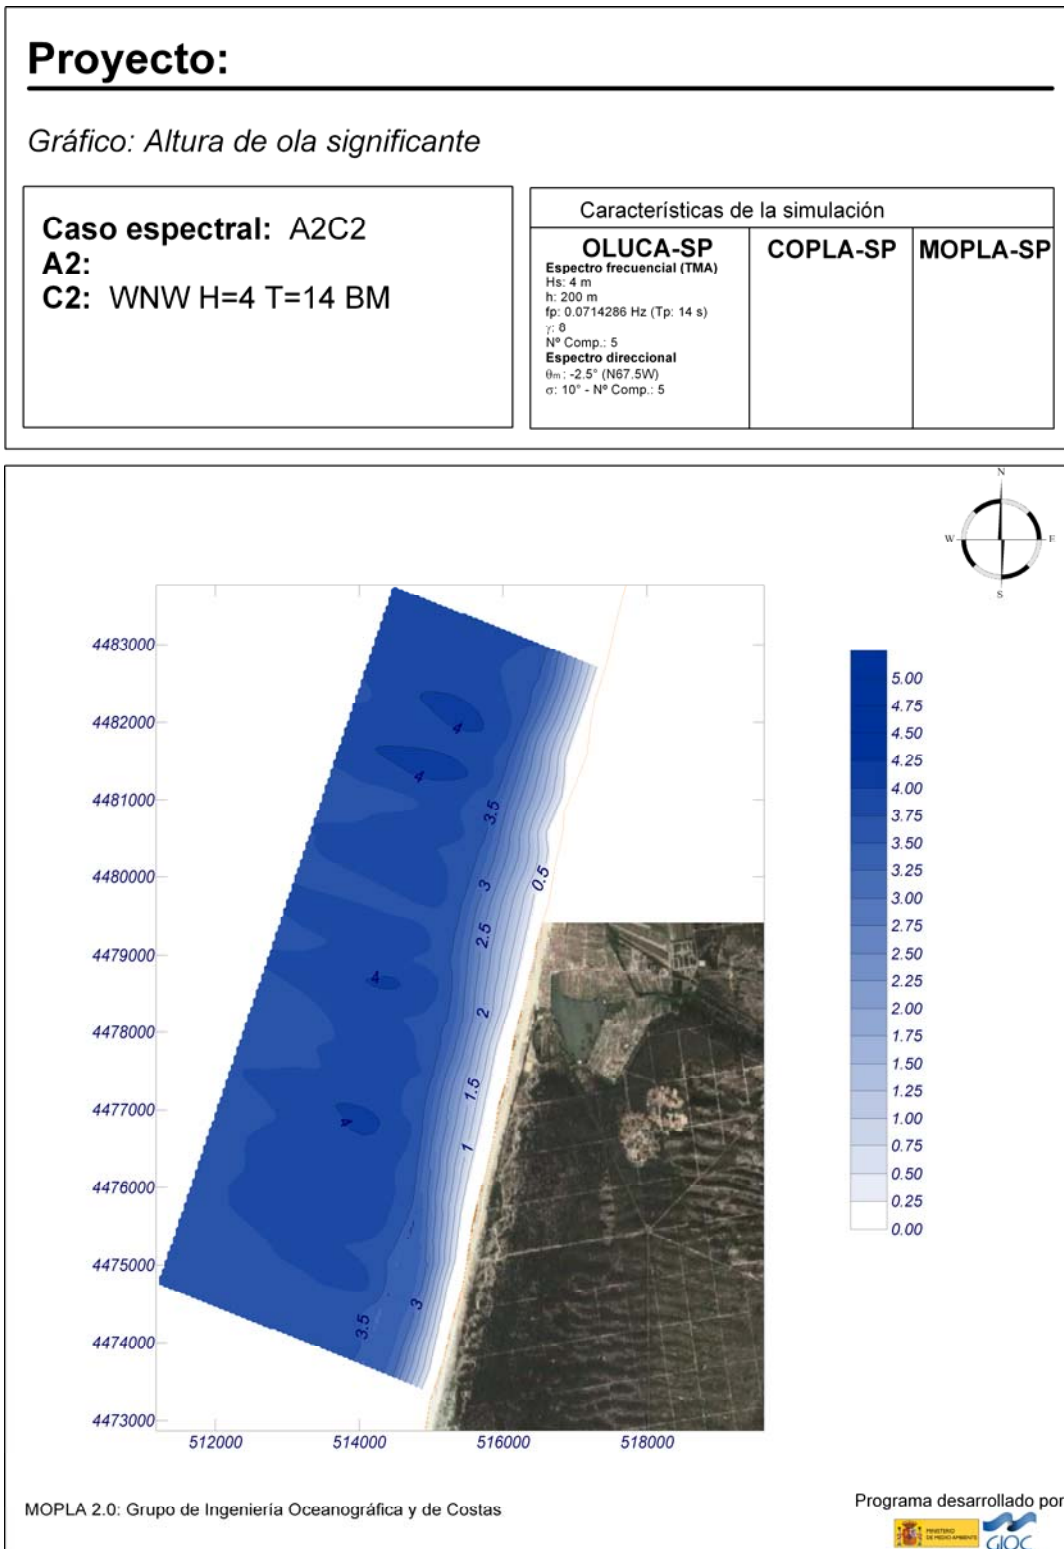 Proyecto:
Gráfico: Altura de ola significante
Caso espectral: A2C2
A2:
C2: WNW H=4 T=14 BM
Características de la simulación
OLUCA-SP
Espectro frecuencial (TMA)
Hs: 4 m
h: 200 m
fp: 0.0714286 Hz (Tp: 14 s)
γ: 8
Nº Comp.: 5
Espectro direccional
θm: -2.5° (N67.5W)
σ: 10° - Nº Comp.: 5
COPLA-SP
MOPLA-SP
N
W
E
S
4483000
4482000
4481000
4480000
4479000
4478000
4477000
4476000
4475000
4474000
4473000
512000
514000
516000
518000
4
4
3.5
3
0.5
2.5
4
2
1.5
4
1
3
3.5
5.00
4.75
4.50
4.25
4.00
3.75
3.50
3.25
3.00
2.75
2.50
2.25
2.00
1.75
1.50
1.25
1.00
0.75
0.50
0.25
0.00
MOPLA 2.0: Grupo de Ingeniería Oceanográfica y de Costas
Programa desarrollado por
MINISTERIO
DE MEDIO AMBIENTE
GIOC